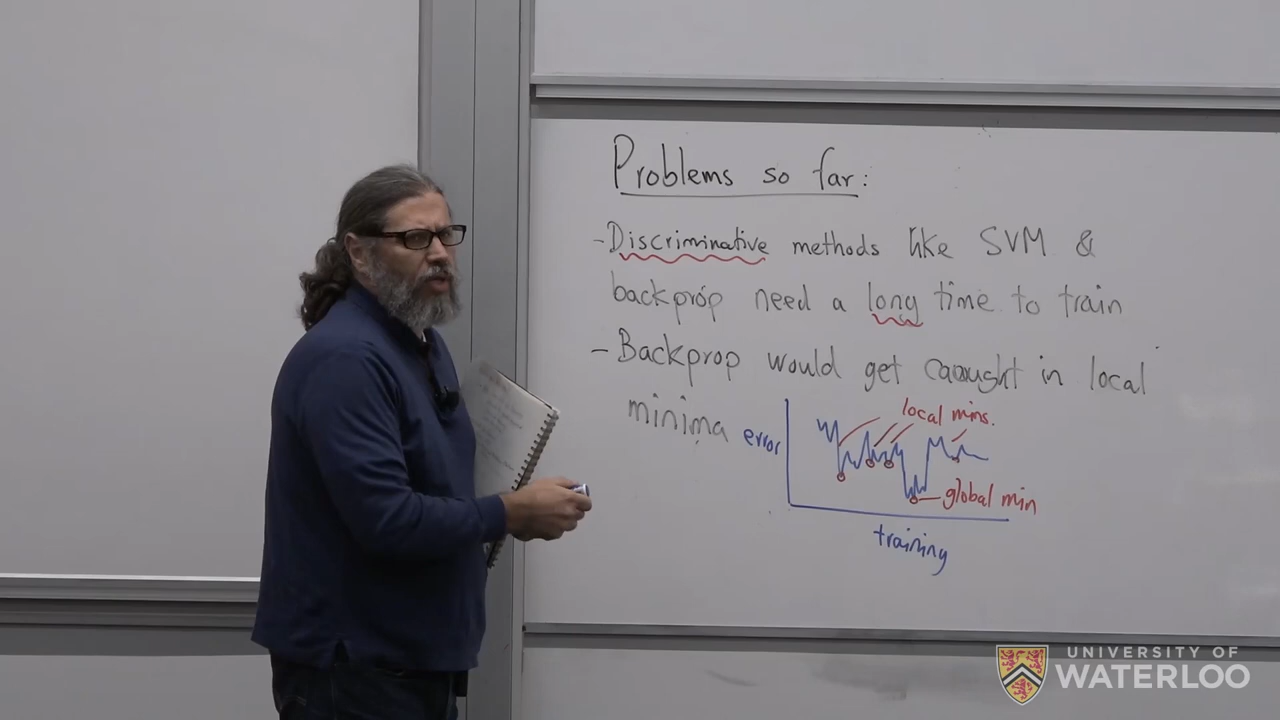 Problems so far:
- Discriminative methods like SVM &
backprop need a long time to train
- Backprop would get caought in local
minima
local mins.
error
global min
training
UNIVERSITY OF
WATERLOO